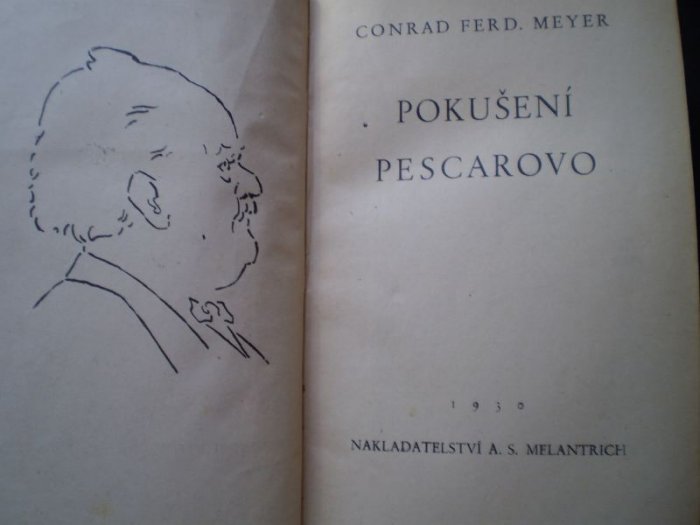 CONRAD FERD. MEYER
POKUŠENÍ
PESCAROVO
1930
NAKLADATELSTVÍ A. S. MELANTRICH